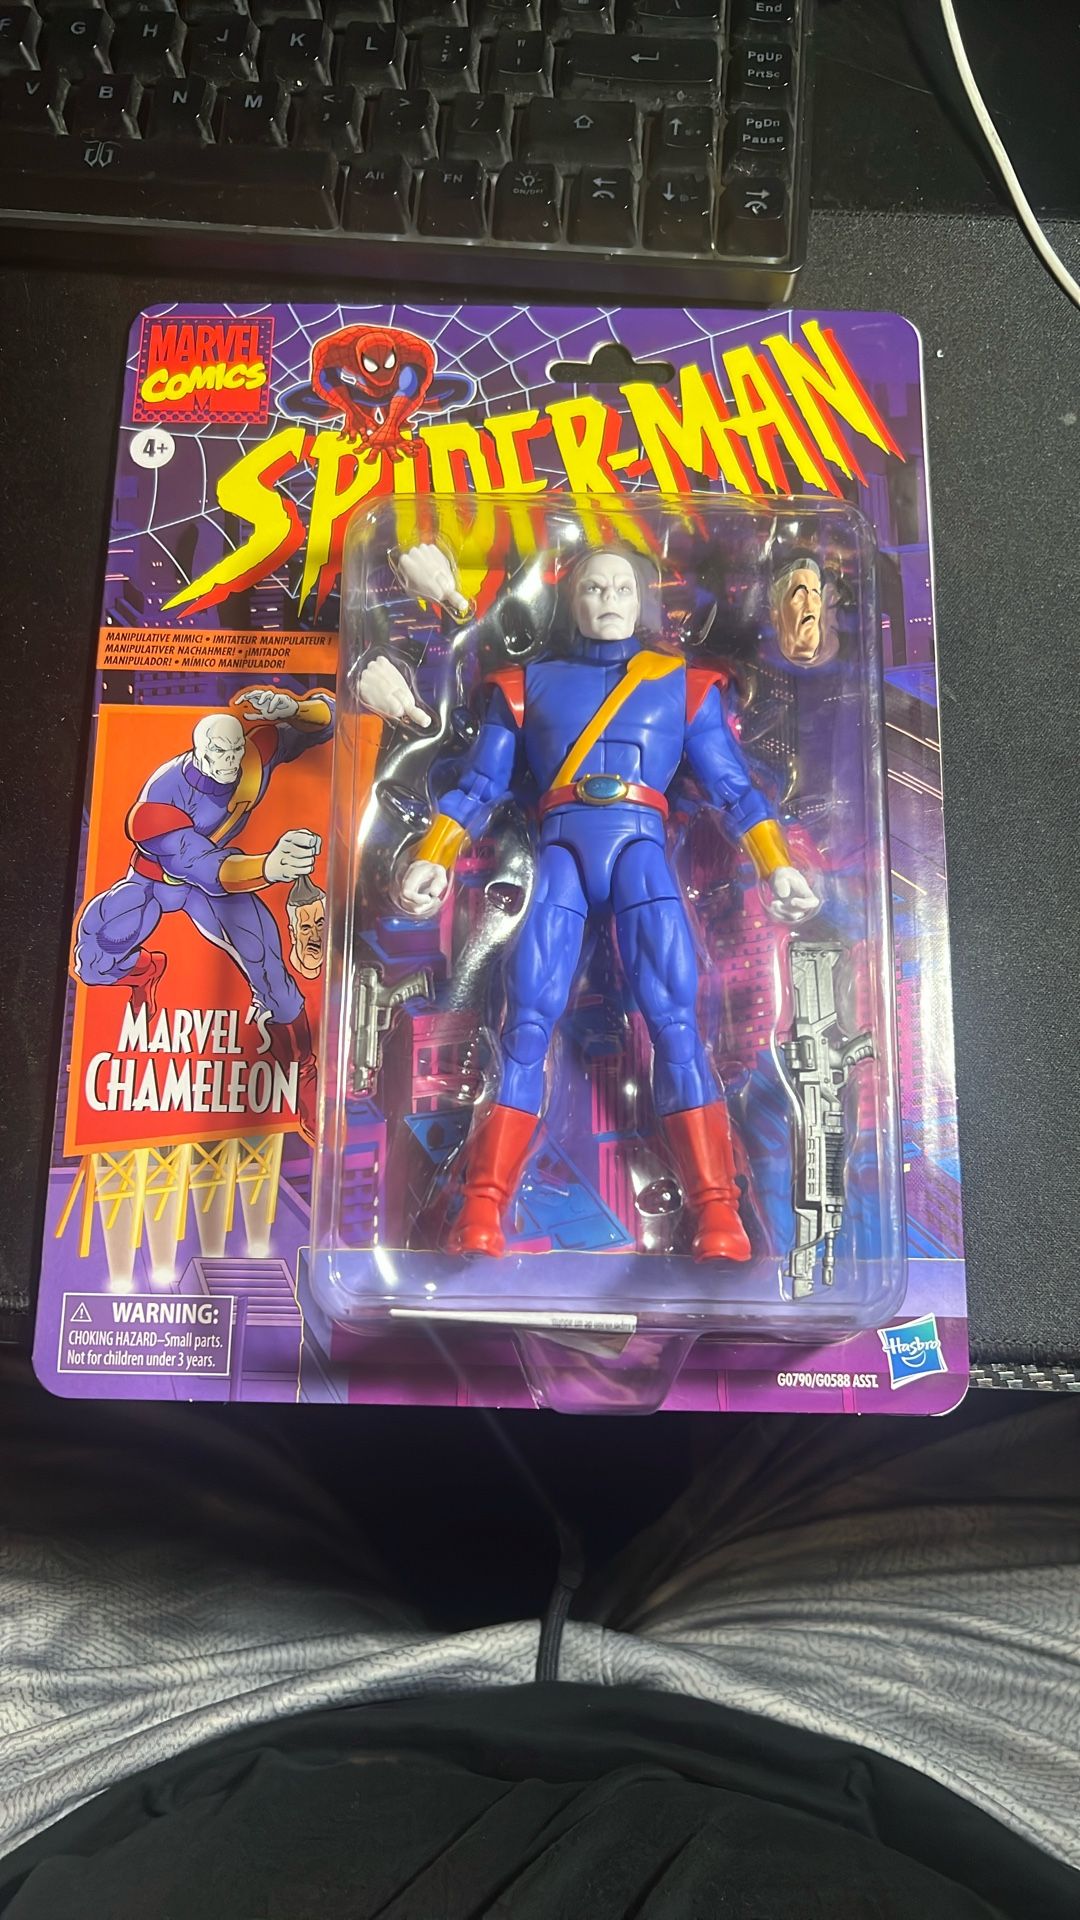 End
F G H J K L : ; " '
PgUp
PrtSc
V B N M < , > . ? /
PgDn
Pause
Alt FN ON/OFF
MARVEL
COMICS
4+
SPIDER-MAN
MANIPULATIVE MIMIC! • IMITATEUR MANIPULATEUR !
MANIPULATIVER NACHAHMER! • ¡IMITADOR
MANIPULADOR! • MÍMICO MANIPULADOR!
MARVEL'S
CHAMELEON
WARNING:
CHOKING HAZARD–Small parts.
Not for children under 3 years.
Hasbro
G0790/G0588 ASST.